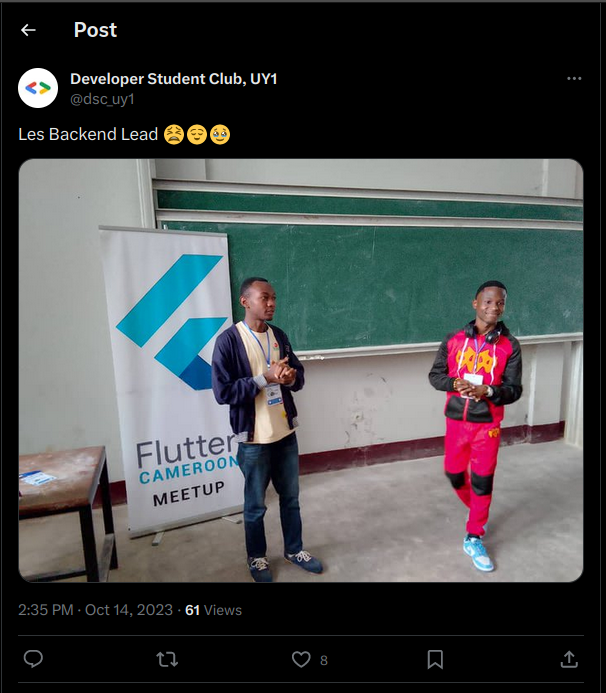 Post
Developer Student Club, UY1
@dsc_uy1
Les Backend Lead 😫😌🥹
Flutter
CAMEROON
MEETUP
2:35 PM · Oct 14, 2023 · 61 Views
8